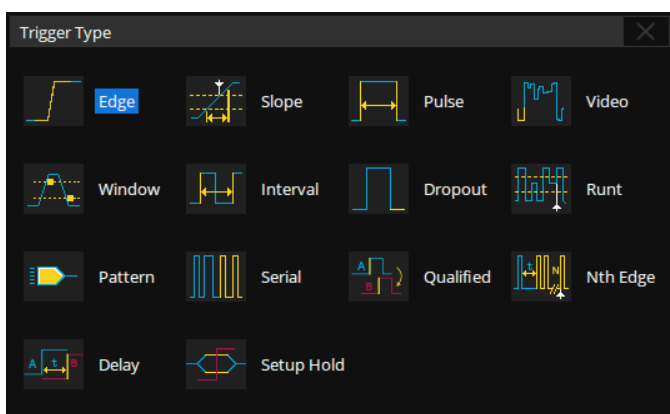 Trigger Type
Edge Slope Pulse Video
Window Interval Dropout Runt
Pattern Serial A B Qualified t N Nth Edge
A t B Delay Setup Hold